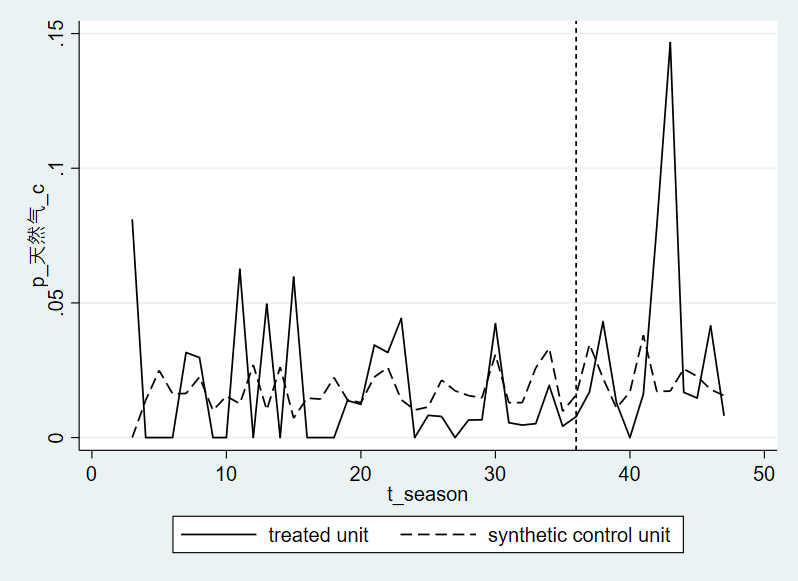 .15
.1
.05
0
p_天然气_c
0 10 20 30 40 50
t_season
treated unit synthetic control unit